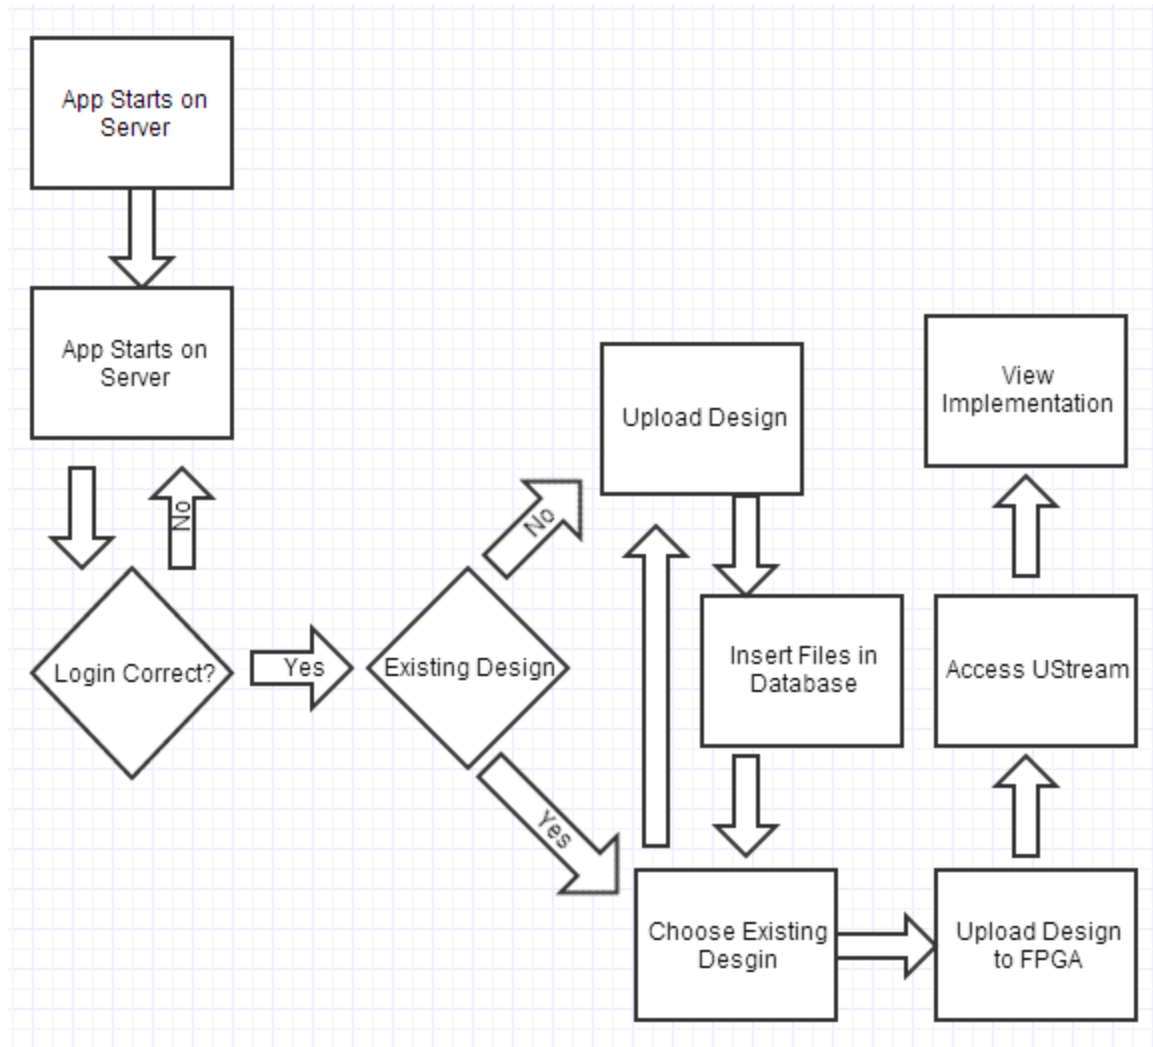 App Starts on
Server
App Starts on
Server
No
Login Correct?
Yes
Existing Design
No
Yes
Upload Design
Insert Files in
Database
Choose Existing
Desgin
Upload Design
to FPGA
Access UStream
View
Implementation